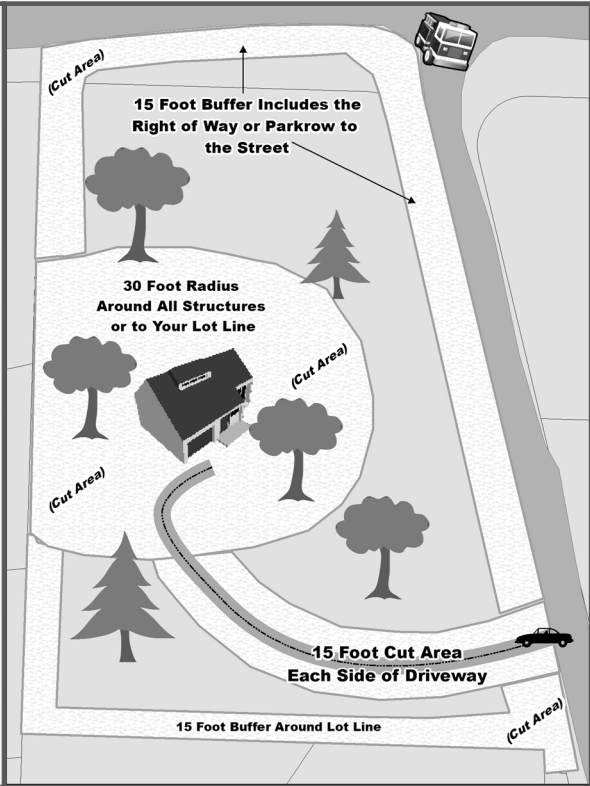 (Cut Area)
15 Foot Buffer Includes the
Right of Way or Parkrow to
the Street
30 Foot Radius
Around All Structures
or to Your Lot Line
(Cut Area)
(Cut Area)
15 Foot Cut Area
Each Side of Driveway
(Cut Area)
15 Foot Buffer Around Lot Line